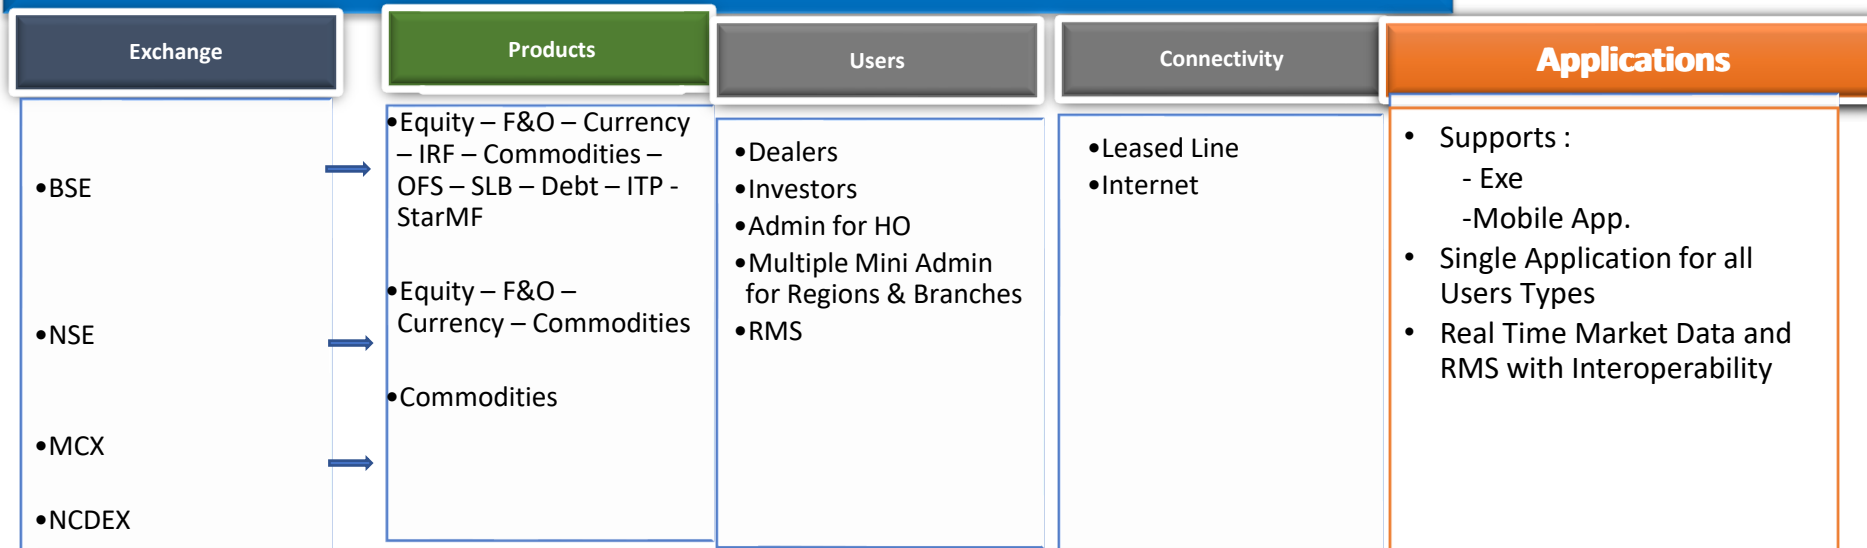 Exchange
•BSE
•NSE
•MCX
•NCDEX
Products
•Equity – F&O – Currency
– IRF – Commodities –
OFS – SLB – Debt – ITP -
StarMF
•Equity – F&O –
Currency – Commodities
•Commodities
Users
•Dealers
•Investors
•Admin for HO
•Multiple Mini Admin
for Regions & Branches
•RMS
Connectivity
•Leased Line
•Internet
Applications
• Supports :
- Exe
-Mobile App.
• Single Application for all
Users Types
• Real Time Market Data and
RMS with Interoperability